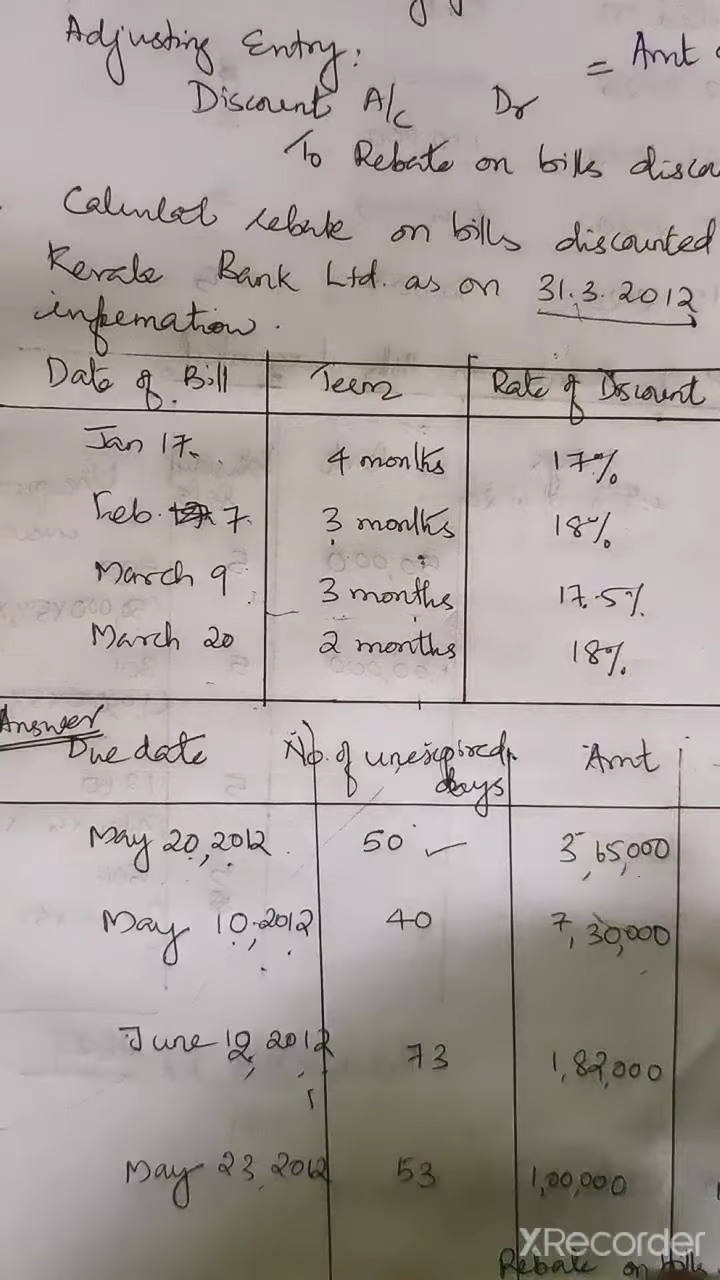 Adjusting Entry:
= Amt
Discount A/c Dr
To Rebate on bills discou
Calculat rebate on bills discounted
Kerala Bank Ltd. as on 31.3.2012
infemation.
Date of Bill Term Rate of Discount
Jan 17 4 months 17%
Feb. 7 3 months 18%
March 9 3 months 17.5%
March 20 2 months 18%
Answer
Due date No. of unexpired days Amt
May 20, 2012 50 3,65,000
May 10, 2012 40 7,30,000
June 12, 2012 73 1,82,000
May 23, 2012 53 1,00,000
XRecorder
Rebate on bills